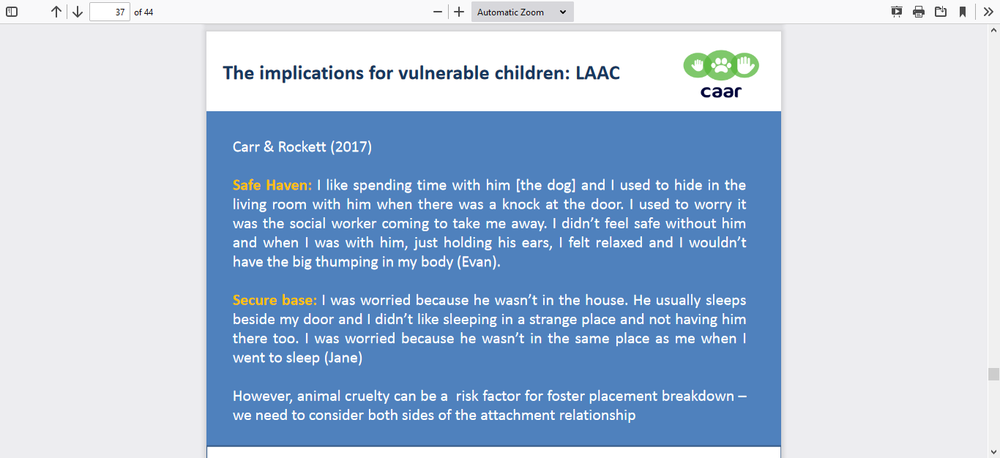 37 of 44
Automatic Zoom
The implications for vulnerable children: LAAC
caar
Carr & Rockett (2017)
Safe Haven: I like spending time with him [the dog] and I used to hide in the
living room with him when there was a knock at the door. I used to worry it
was the social worker coming to take me away. I didn’t feel safe without him
and when I was with him, just holding his ears, I felt relaxed and I wouldn’t
have the big thumping in my body (Evan).
Secure base: I was worried because he wasn’t in the house. He usually sleeps
beside my door and I didn’t like sleeping in a strange place and not having him
there too. I was worried because he wasn’t in the same place as me when I
went to sleep (Jane)
However, animal cruelty can be a  risk factor for foster placement breakdown –
we need to consider both sides of the attachment relationship